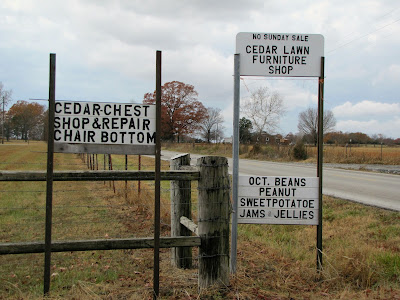 CEDAR-CHEST
SHOP & REPAIR
CHAIR BOTTOM
NO SUNDAY SALE
CEDAR LAWN
FURNITURE
SHOP
OCT. BEANS
PEANUT
SWEETPOTATOE
JAMS & JELLIES